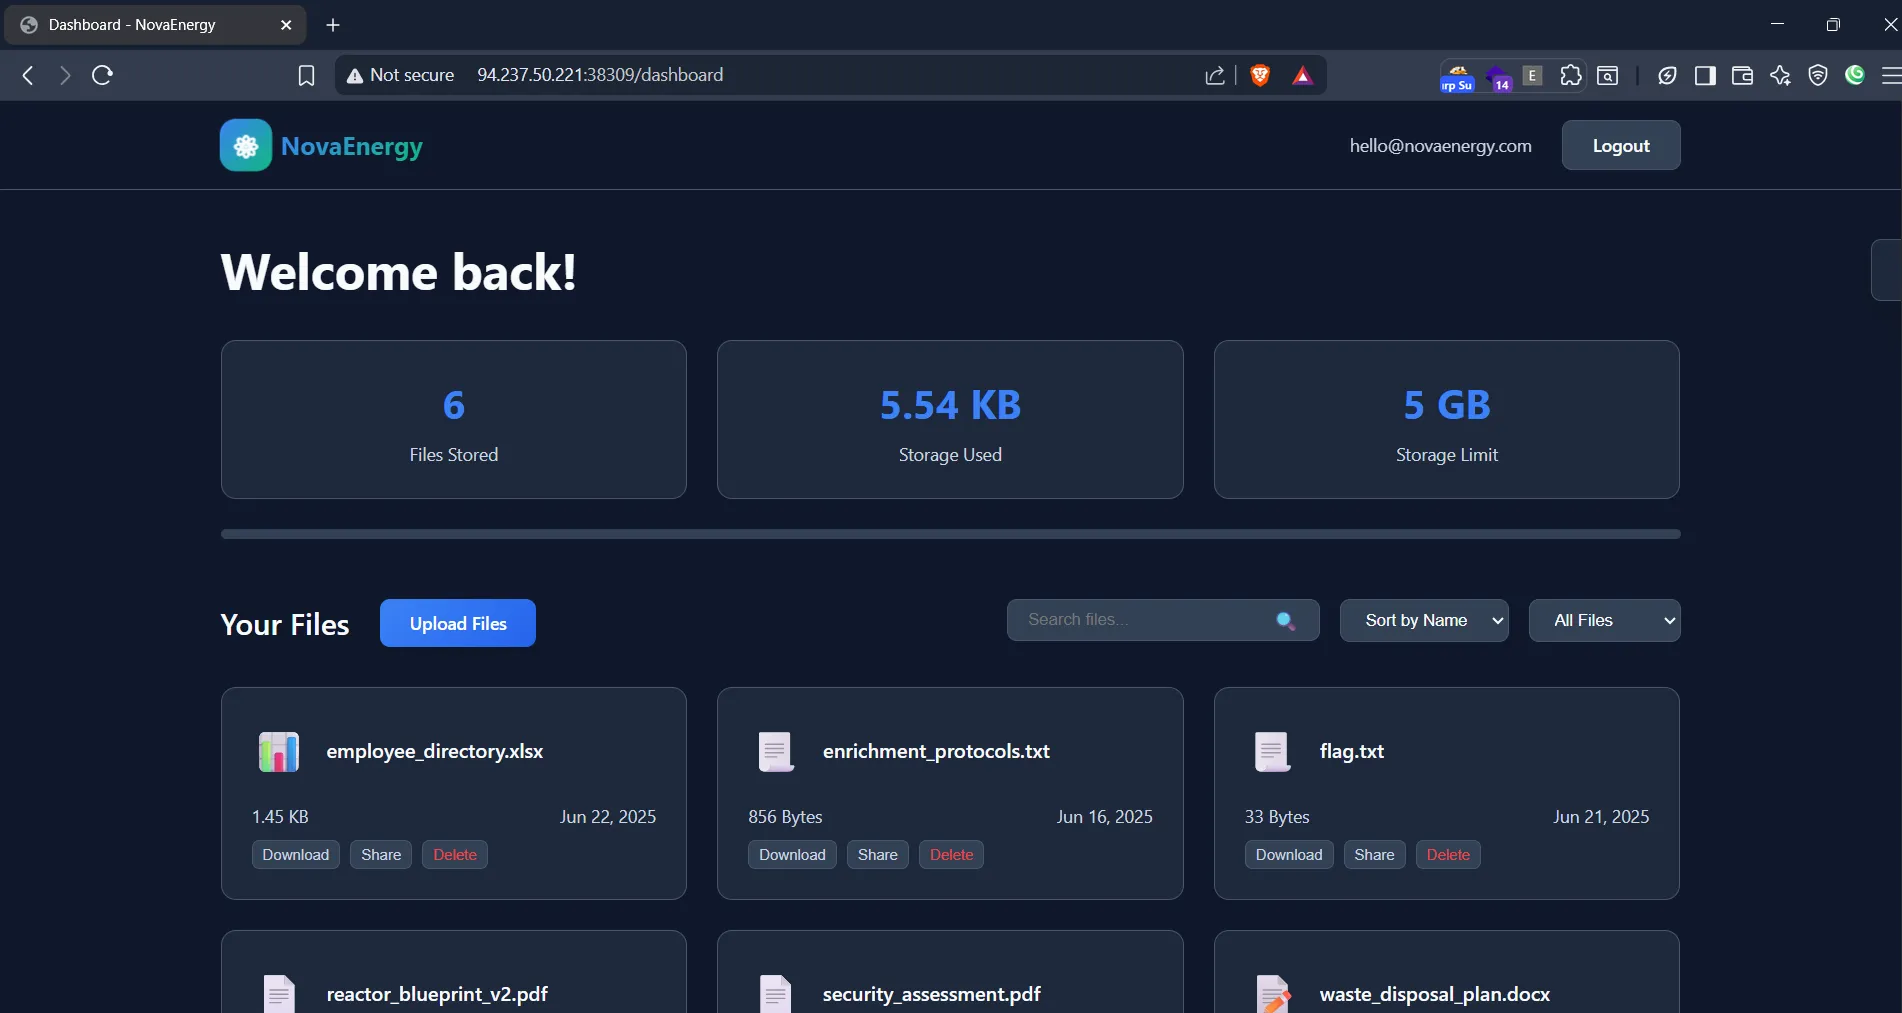 Dashboard - NovaEnergy
Not secure 94.237.50.221:38309/dashboard
urp Su 14 E
NovaEnergy
hello@novaenergy.com
Logout
Welcome back!
6
Files Stored
5.54 KB
Storage Used
5 GB
Storage Limit
Your Files
Upload Files
Search files...
Sort by Name
All Files
employee_directory.xlsx
1.45 KB Jun 22, 2025
Download Share Delete
enrichment_protocols.txt
856 Bytes Jun 16, 2025
Download Share Delete
flag.txt
33 Bytes Jun 21, 2025
Download Share Delete
reactor_blueprint_v2.pdf
security_assessment.pdf
waste_disposal_plan.docx